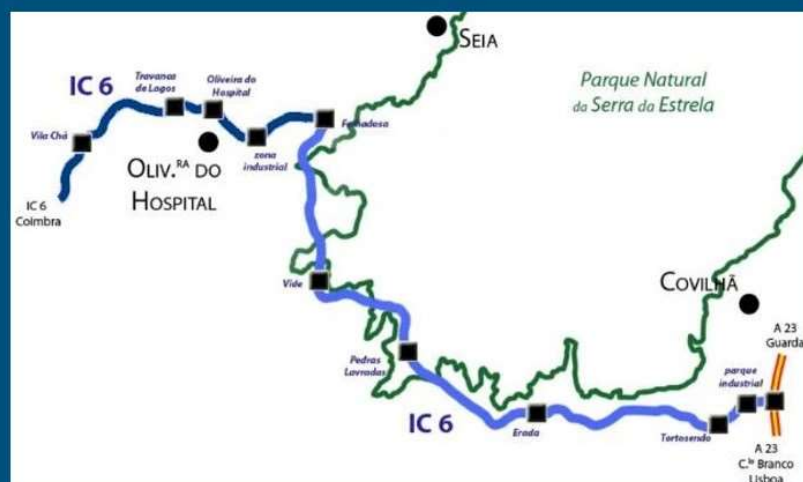 SEIA
Parque Natural
da Serra da Estrela
IC 6
Travanca
de Lagos
Oliveira do
Hospital
Vila Chã
Folhadosa
zona
industrial
OLIV.RA DO
HOSPITAL
IC 6
Coimbra
Vide
COVILHÃ
A 23
Guarda
Pedras
Lavradas
parque
industrial
IC 6
Erada
Tortosendo
A 23
C.lo Branco
Lisboa